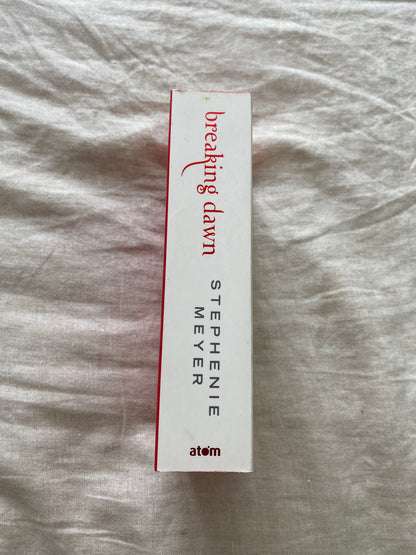 breaking dawn
STEPHENIE
MEYER
atom